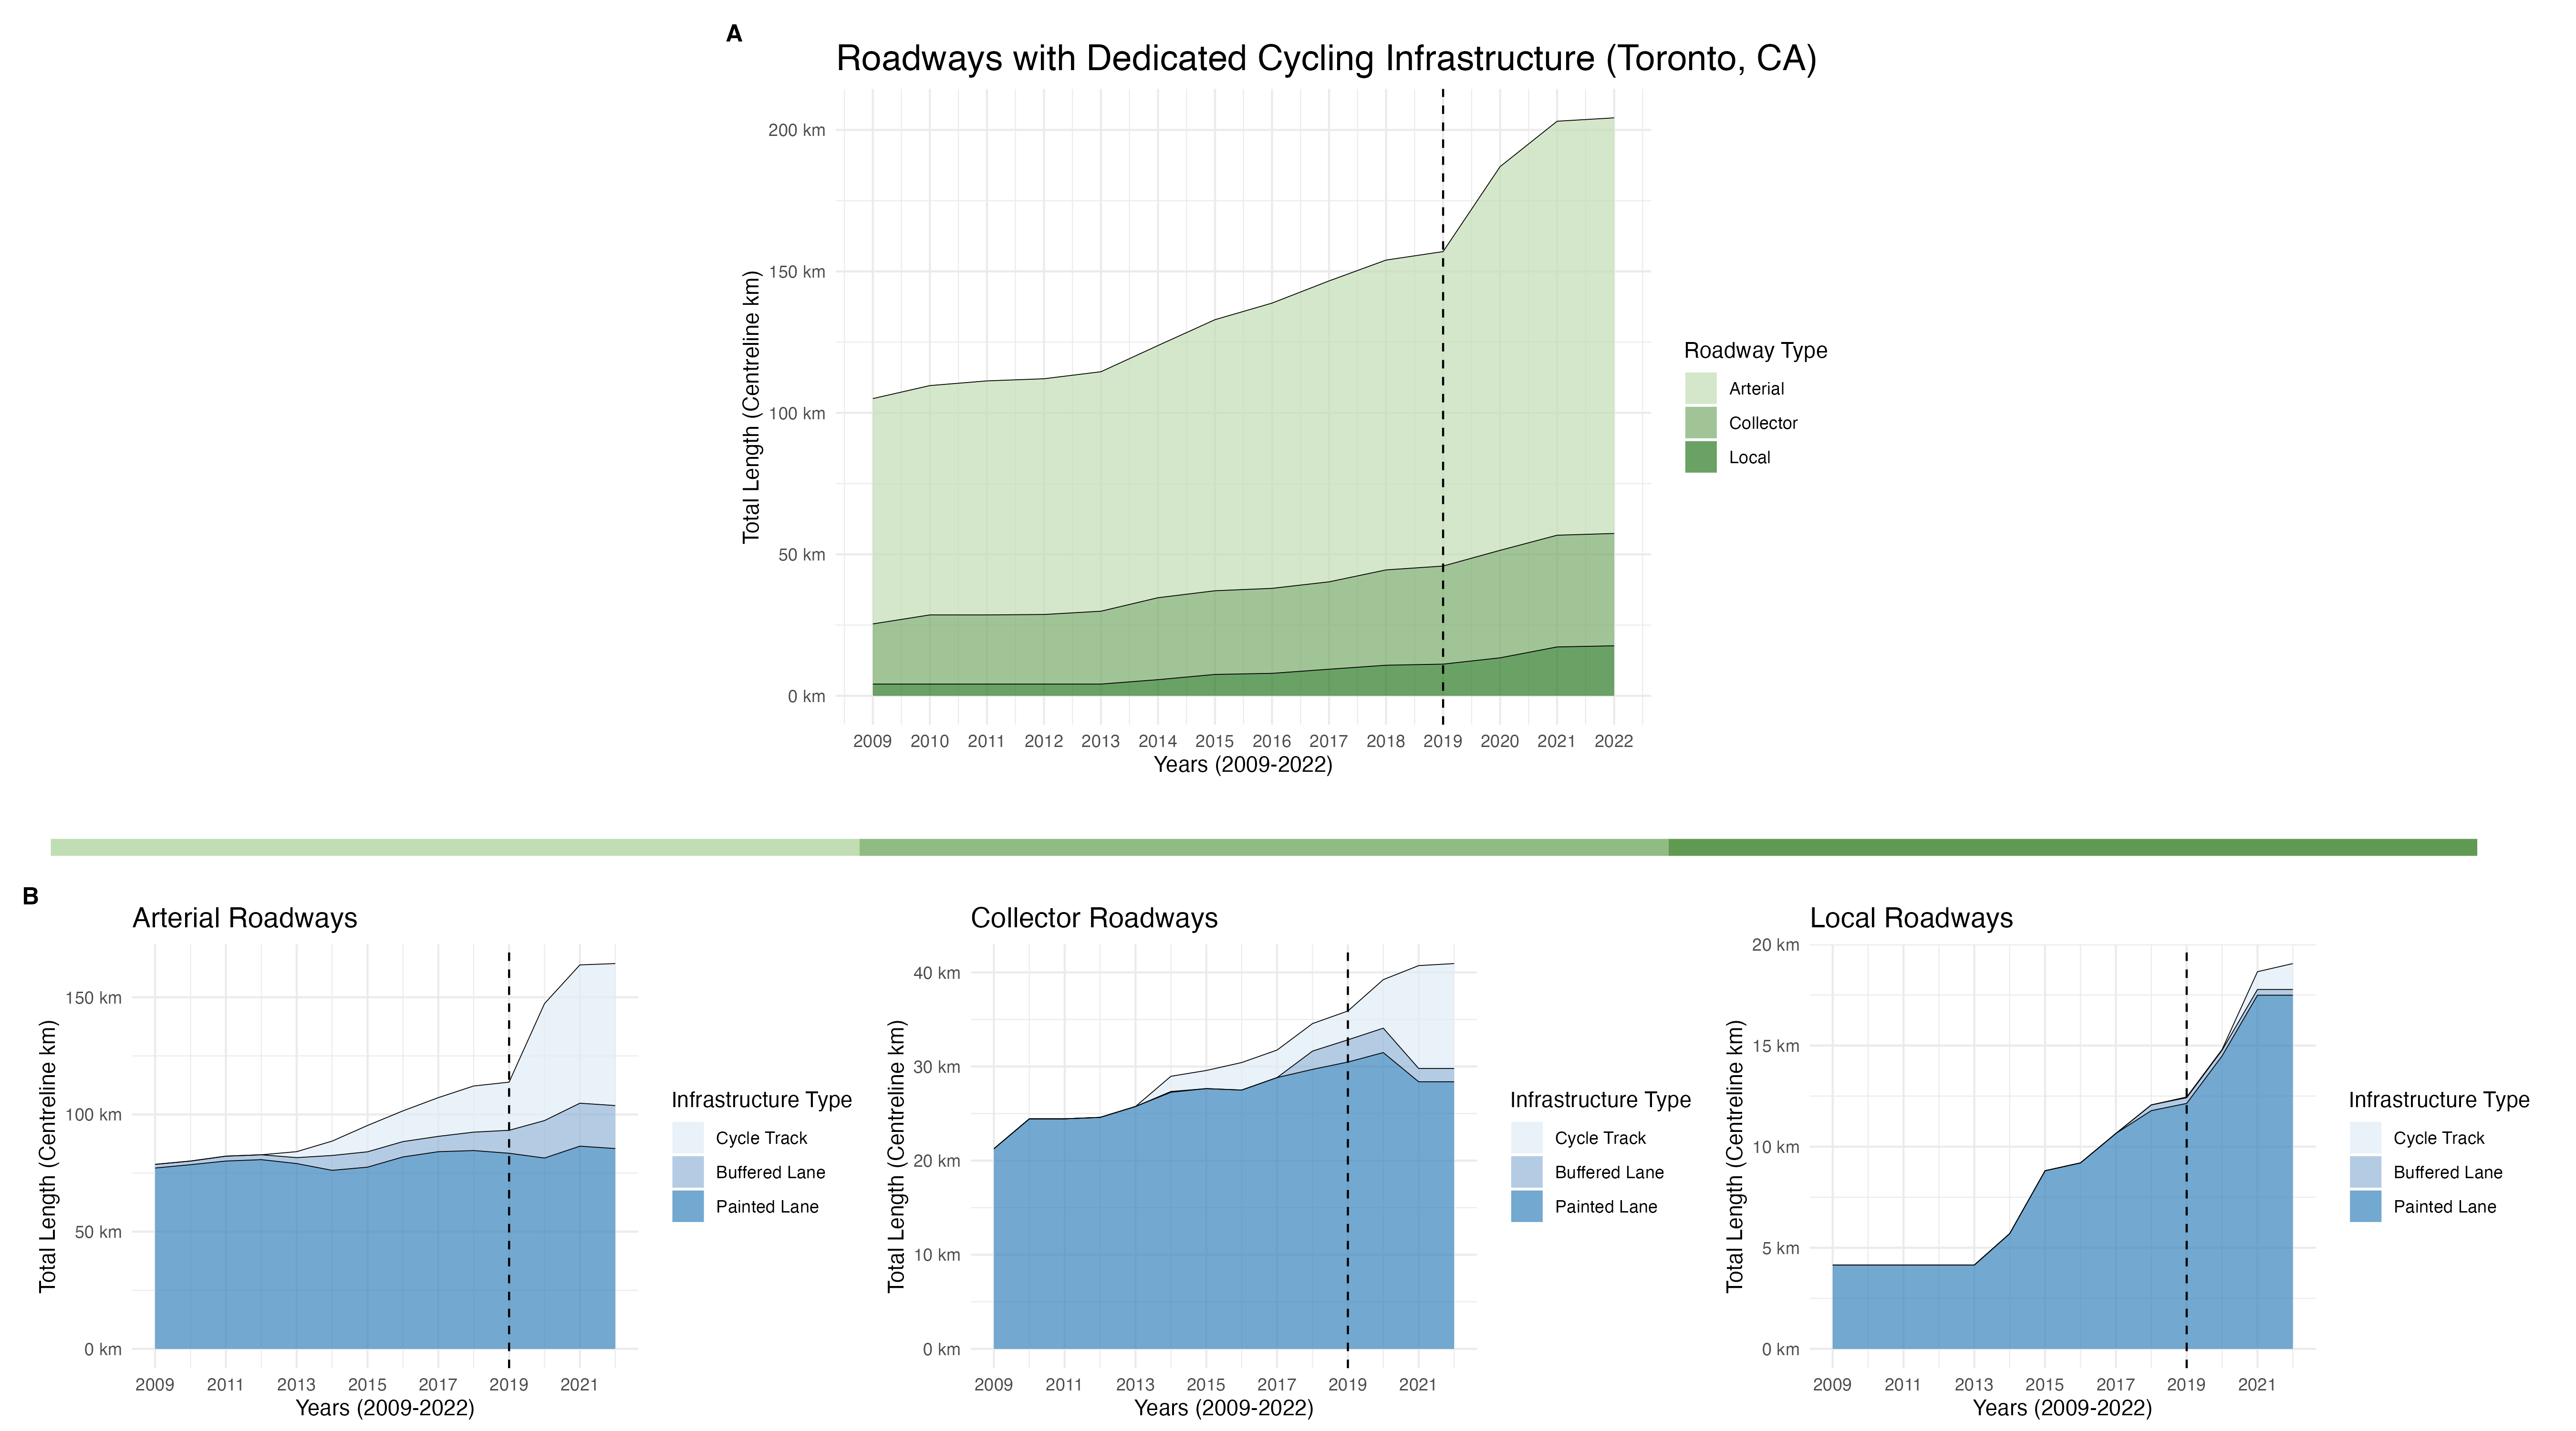 A
Roadways with Dedicated Cycling Infrastructure (Toronto, CA)
Total Length (Centreline km)
200 km
150 km
100 km
50 km
0 km
2009 2010 2011 2012 2013 2014 2015 2016 2017 2018 2019 2020 2021 2022
Years (2009-2022)
Roadway Type
Arterial
Collector
Local
B
Arterial Roadways
Total Length (Centreline km)
150 km
100 km
50 km
0 km
2009 2011 2013 2015 2017 2019 2021
Years (2009-2022)
Infrastructure Type
Cycle Track
Buffered Lane
Painted Lane
Collector Roadways
Total Length (Centreline km)
40 km
30 km
20 km
10 km
0 km
2009 2011 2013 2015 2017 2019 2021
Years (2009-2022)
Infrastructure Type
Cycle Track
Buffered Lane
Painted Lane
Local Roadways
Total Length (Centreline km)
20 km
15 km
10 km
5 km
0 km
2009 2011 2013 2015 2017 2019 2021
Years (2009-2022)
Infrastructure Type
Cycle Track
Buffered Lane
Painted Lane